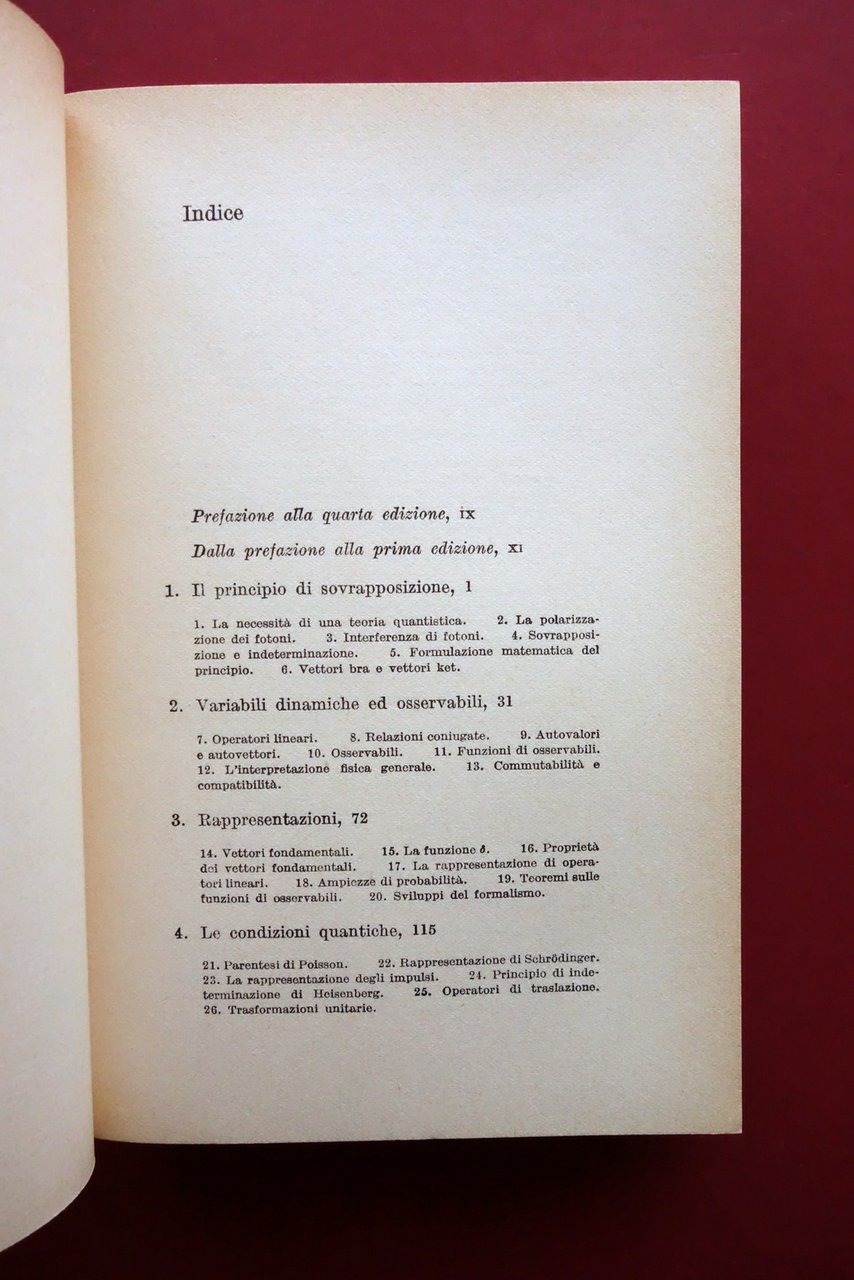 Indice
Prefazione alla quarta edizione, IX
Dalla prefazione alla prima edizione, XI
1. Il principio di sovrapposizione, 1
1. La necessità di una teoria quantistica. 2. La polarizza-
zione dei fotoni. 3. Interferenza di fotoni. 4. Sovrapposi-
zione e indeterminazione. 5. Formulazione matematica del
principio. 6. Vettori bra e vettori ket.
2. Variabili dinamiche ed osservabili, 31
7. Operatori lineari. 8. Relazioni coniugate. 9. Autovalori
e autovettori. 10. Osservabili. 11. Funzioni di osservabili.
12. L'interpretazione fisica generale. 13. Commutabilità e
compatibilità.
3. Rappresentazioni, 72
14. Vettori fondamentali. 15. La funzione δ. 16. Proprietà
dei vettori fondamentali. 17. La rappresentazione di opera-
tori lineari. 18. Ampiezze di probabilità. 19. Teoremi sulle
funzioni di osservabili. 20. Sviluppi del formalismo.
4. Le condizioni quantiche, 115
21. Parentesi di Poisson. 22. Rappresentazione di Schrödinger.
23. La rappresentazione degli impulsi. 24. Principio di inde-
terminazione di Heisenberg. 25. Operatori di traslazione.
26. Trasformazioni unitarie.